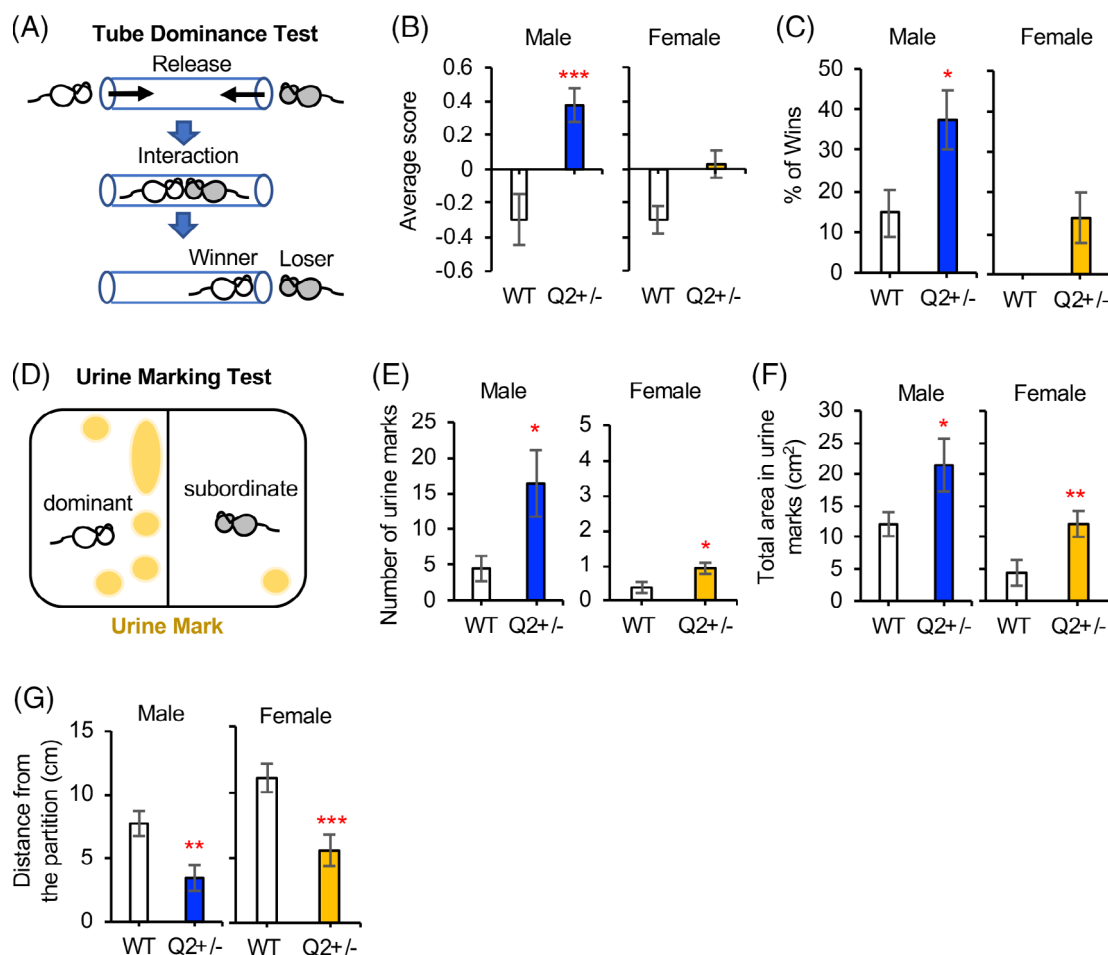 (A)
Tube Dominance Test
Release
Interaction
Winner
Loser
(B)
Male
Female
Average score
0.6
0.4
0.2
0
-0.2
-0.4
-0.6
***
WT
Q2+/-
WT
Q2+/-
(C)
Male
Female
% of Wins
50
40
30
20
10
0
*
WT
Q2+/-
WT
Q2+/-
(D)
Urine Marking Test
dominant
subordinate
Urine Mark
(E)
Male
Female
Number of urine marks
25
20
15
10
5
0
*
WT
Q2+/-
5
4
3
2
1
0
*
WT
Q2+/-
(F)
Male
Female
Total area in urine
marks (cm²)
30
25
20
15
10
5
0
*
**
WT
Q2+/-
WT
Q2+/-
(G)
Male
Female
Distance from
the partition (cm)
15
10
5
0
**
***
WT
Q2+/-
WT
Q2+/-